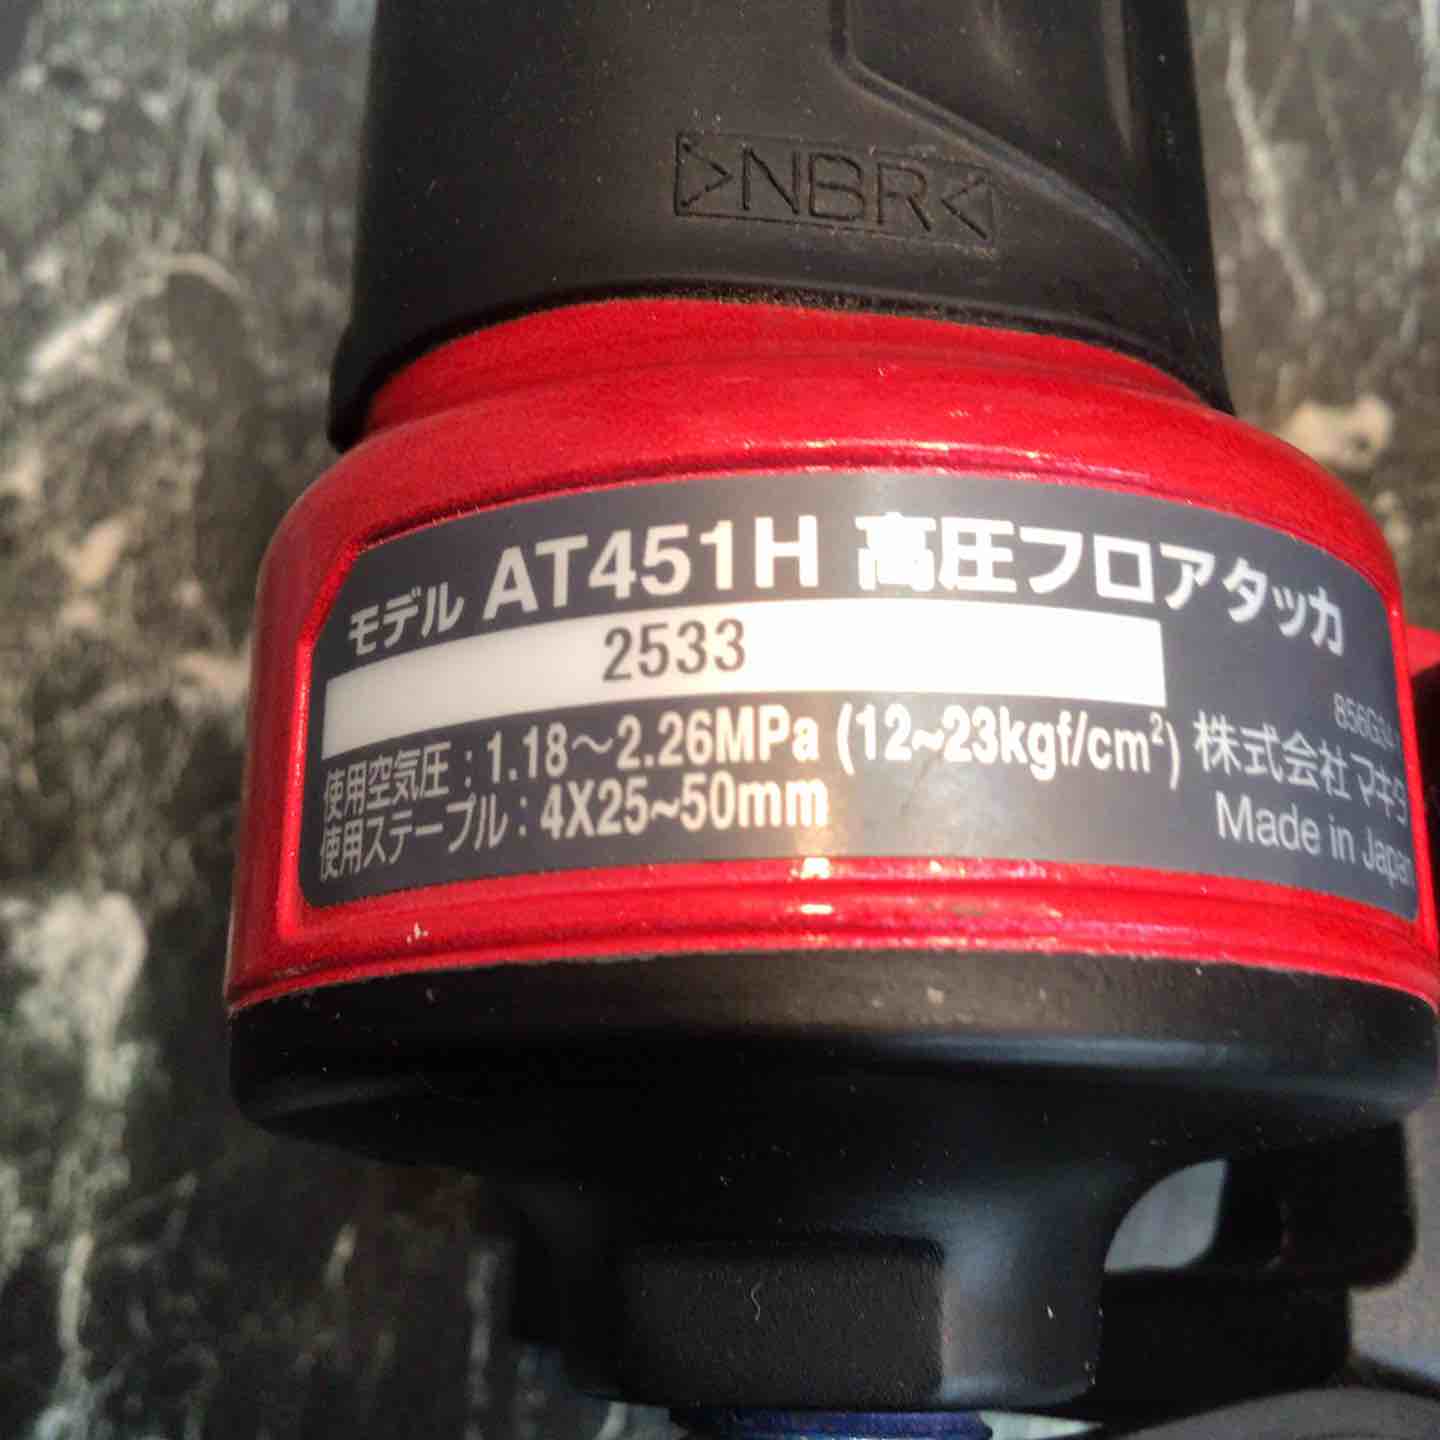 >NBR<
モデル AT451H 高圧フロアタッカ
2533
使用空気圧：1.18～2.26MPa (12~23kgf/cm²)
使用ステープル：4X25~50mm
株式会社マキタ
Made in Japan